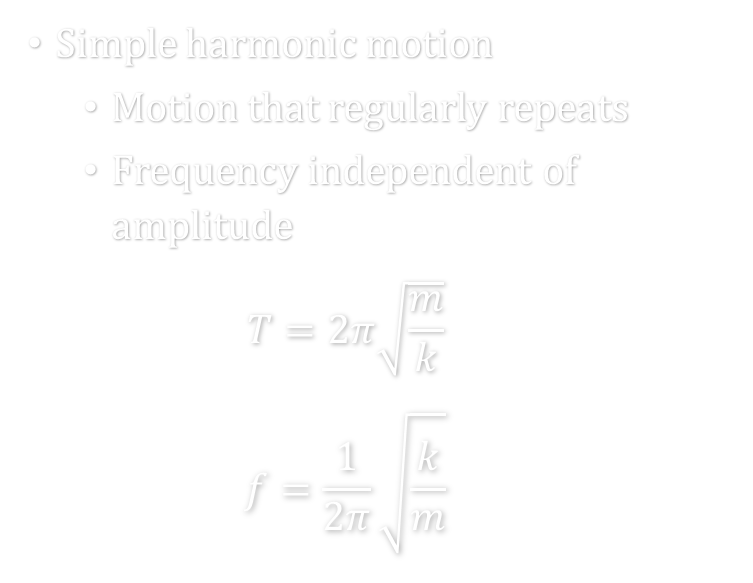 • Simple harmonic motion
• Motion that regularly repeats
• Frequency independent of
amplitude
T = 2π√(m/k)
f = 1/(2π) √(k/m)